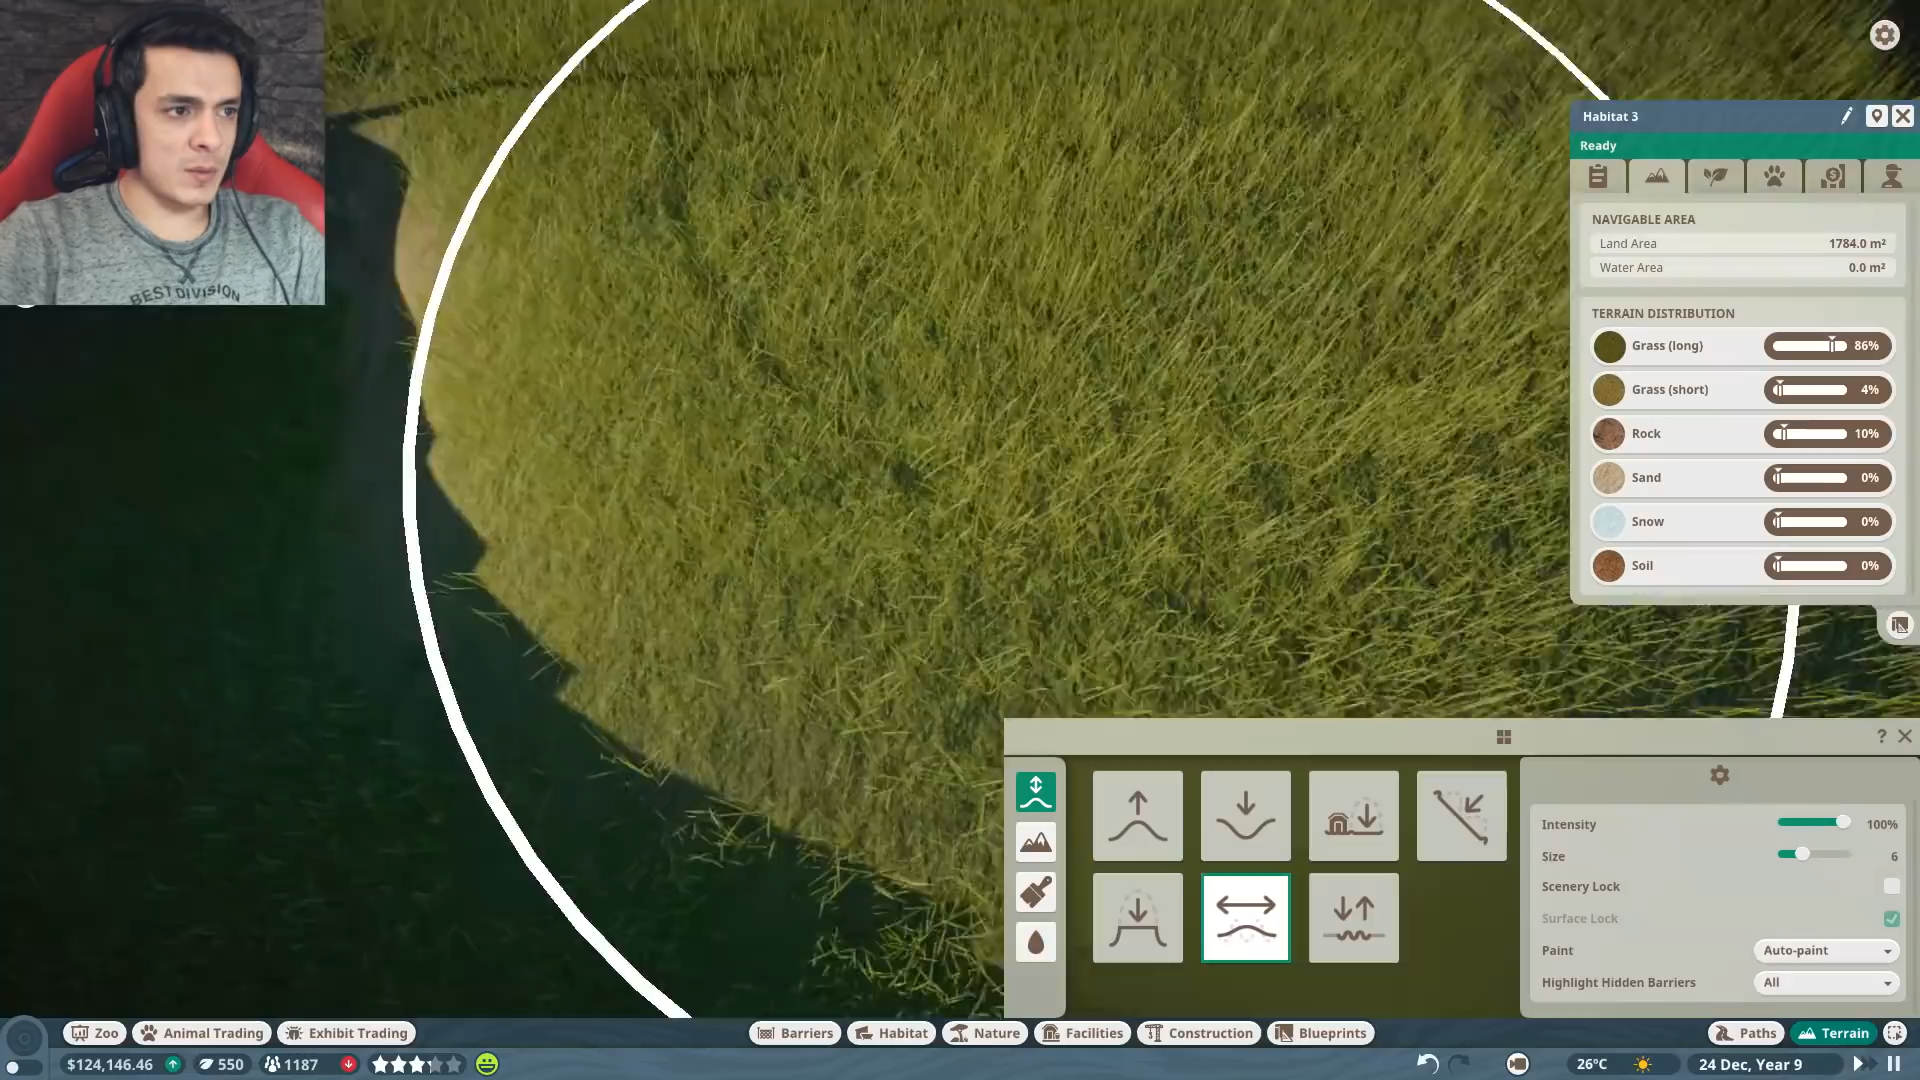 BEST DIVISION
Habitat 3
Ready
NAVIGABLE AREA
Land Area 1784.0 m²
Water Area 0.0 m²
TERRAIN DISTRIBUTION
Grass (long) 86%
Grass (short) 4%
Rock 10%
Sand 0%
Snow 0%
Soil 0%
?
Intensity 100%
Size 6
Scenery Lock
Surface Lock
Paint Auto-paint
Highlight Hidden Barriers All
Zoo Animal Trading Exhibit Trading Barriers Habitat Nature Facilities Construction Blueprints Paths Terrain
$124,146.46 550 1187 26°C 24 Dec, Year 9